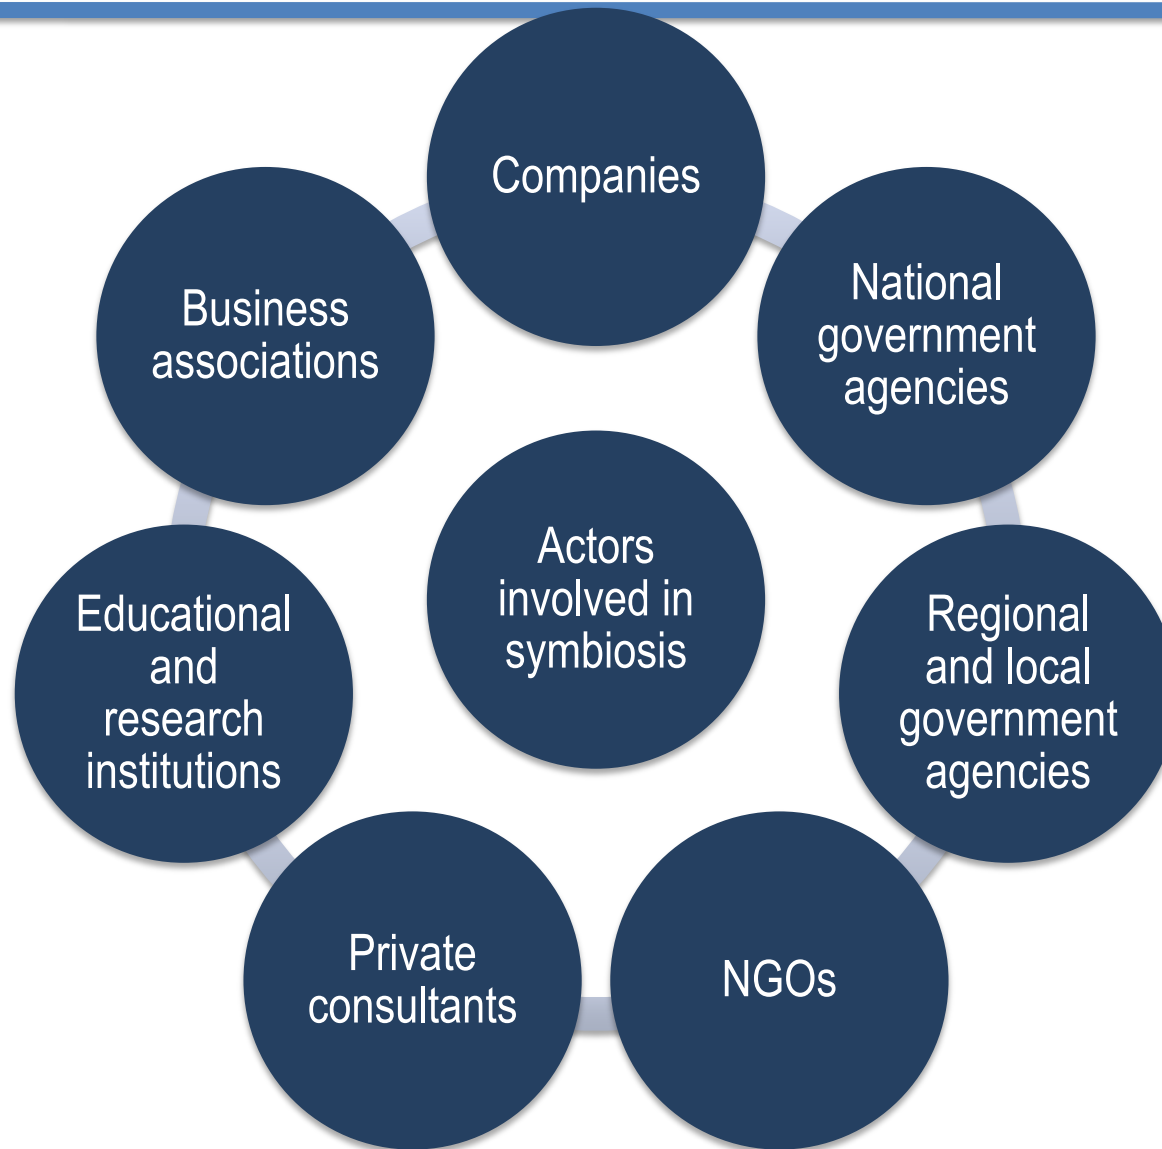 Companies
National
government
agencies
Regional
and local
government
agencies
NGOs
Private
consultants
Educational
and
research
institutions
Business
associations
Actors
involved in
symbiosis